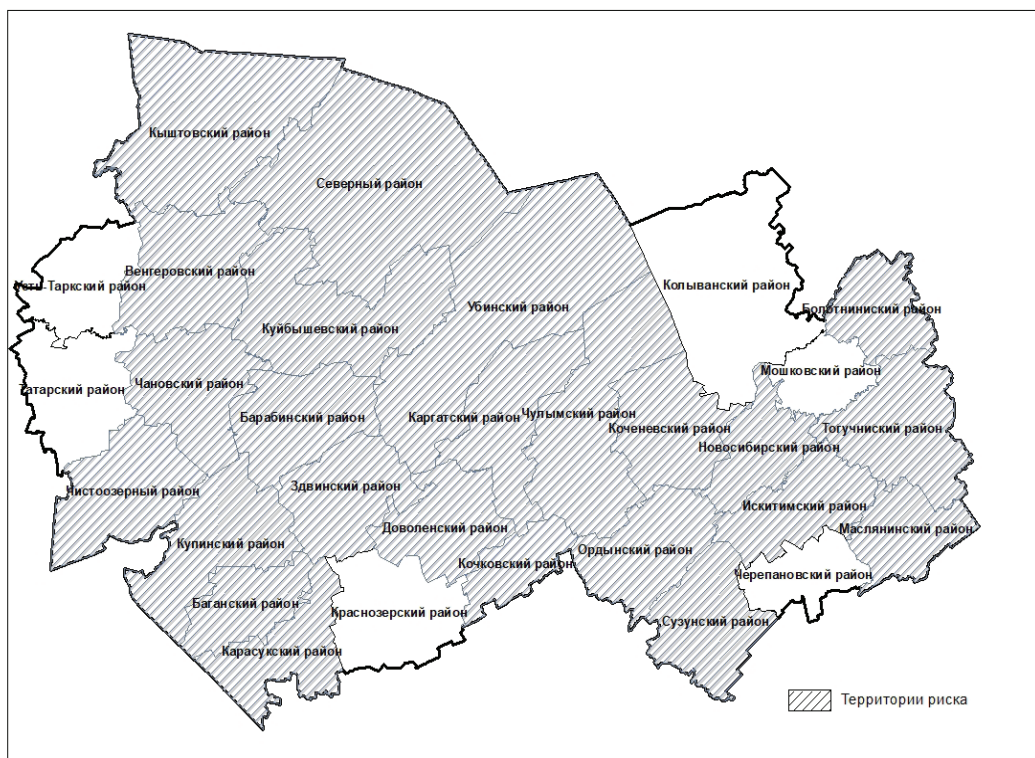 Кыштовский район
Северный район
Венгеровский район
Усть-Таркский район
Колыванский район
Убинский район
Болотниниский район
Куйбышевский район
Мошковский район
Татарский район
Чановский район
Барабинский район
Каргатский район
Чулымский район
Коченевский район
Тогучниский район
Новосибирский район
Чистоозерный район
Здвинский район
Искитимский район
Доволенский район
Маслянинский район
Купинский район
Ордынский район
Кочковский район
Черепановский район
Баганский район
Краснозерский район
Сузунский район
Карасукский район
Территории риска